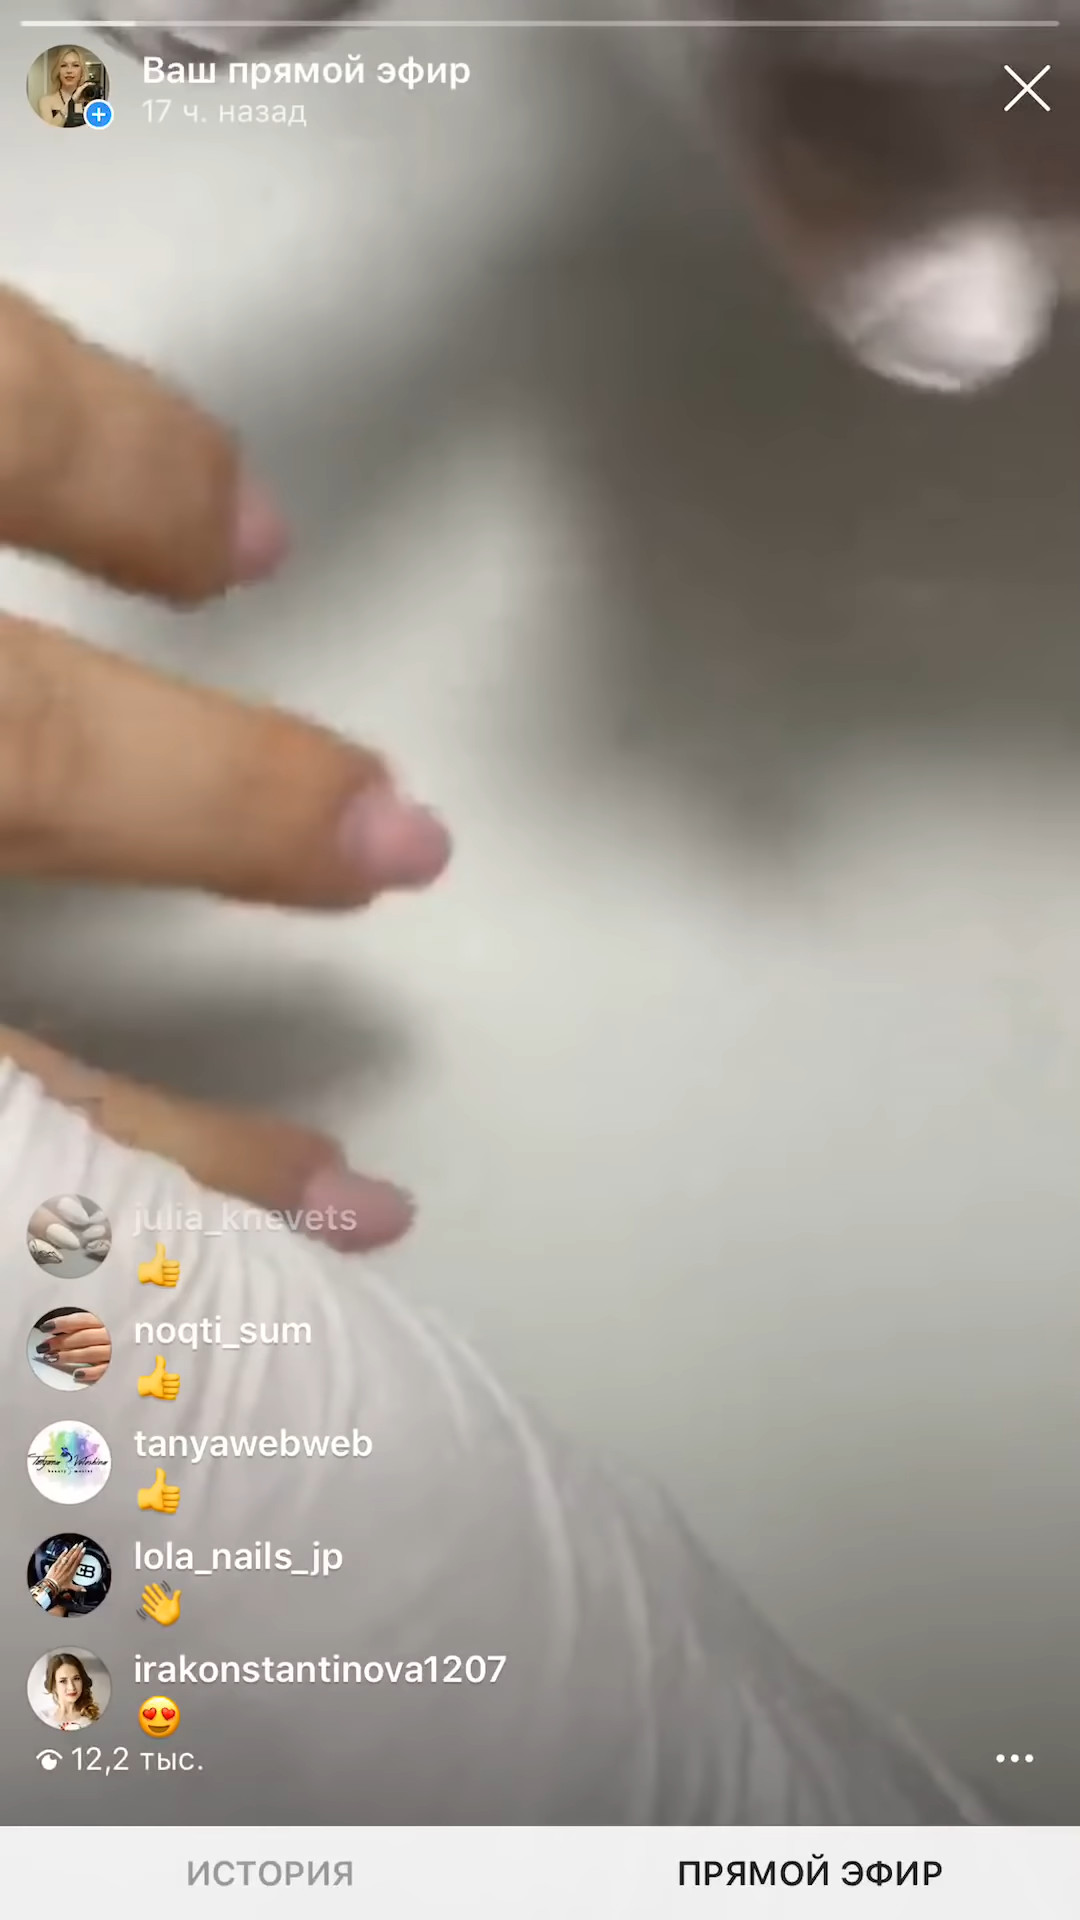 Ваш прямой эфир
17 ч. назад
julia_knevets
👍
noqti_sum
👍
tanyawebweb
👍
lola_nails_jp
👋
irakonstantinova1207
😍
12,2 тыс.
ИСТОРИЯ
ПРЯМОЙ ЭФИР